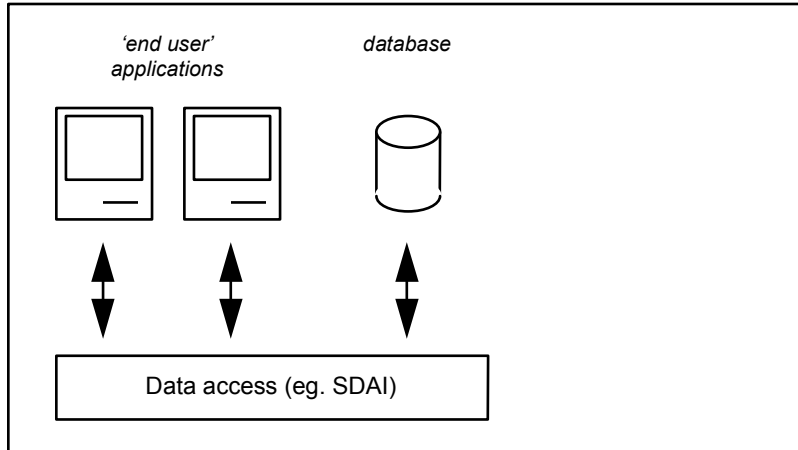 ‘end user’
applications
database
Data access (eg. SDAI)